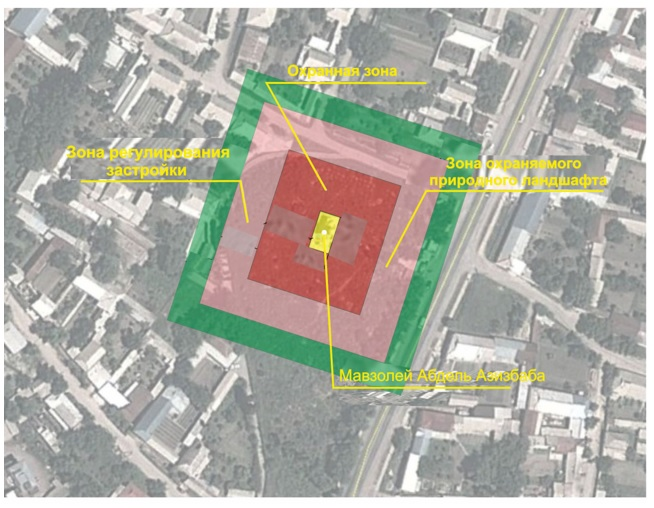 Охранная зона
Зона регулирования
застройки
Зона охраняемого
природного ландшафта
Мавзолей Абдель Азизбаба